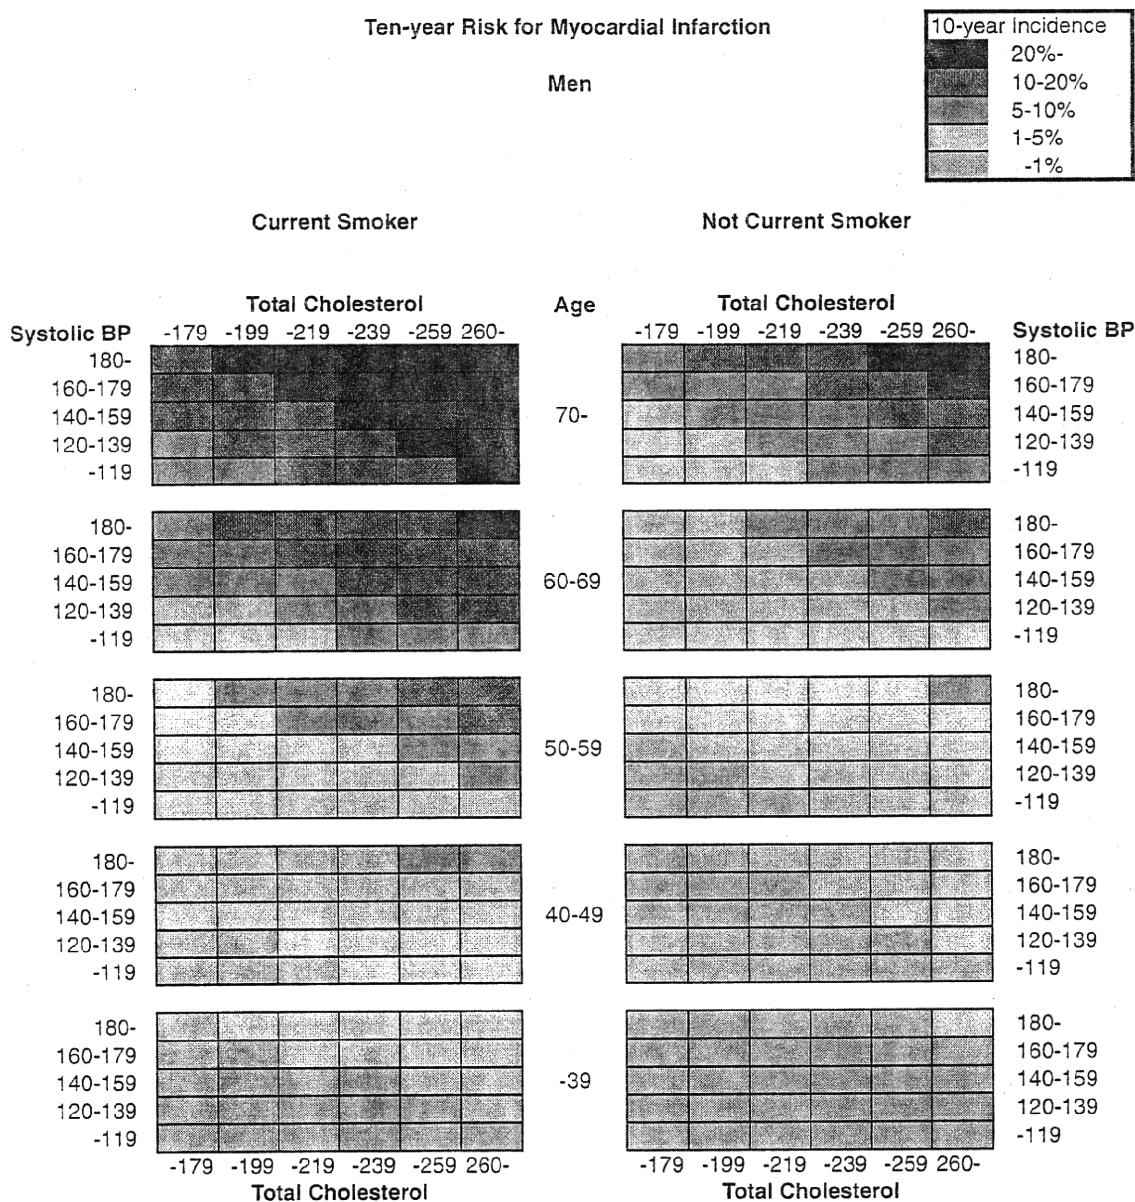 Ten-year Risk for Myocardial Infarction
Men
10-year Incidence
20%-
10-20%
5-10%
1-5%
-1%
Current Smoker
Not Current Smoker
Total Cholesterol
Age
Total Cholesterol
Systolic BP -179 -199 -219 -239 -259 260-
-179 -199 -219 -239 -259 260- Systolic BP
180- 180-
160-179 160-179
140-159 70- 140-159
120-139 120-139
-119 -119
180- 180-
160-179 160-179
140-159 60-69 140-159
120-139 120-139
-119 -119
180- 180-
160-179 160-179
140-159 50-59 140-159
120-139 120-139
-119 -119
180- 180-
160-179 160-179
140-159 40-49 140-159
120-139 120-139
-119 -119
180- 180-
160-179 160-179
140-159 -39 140-159
120-139 120-139
-119 -119
-179 -199 -219 -239 -259 260- -179 -199 -219 -239 -259 260-
Total Cholesterol Total Cholesterol